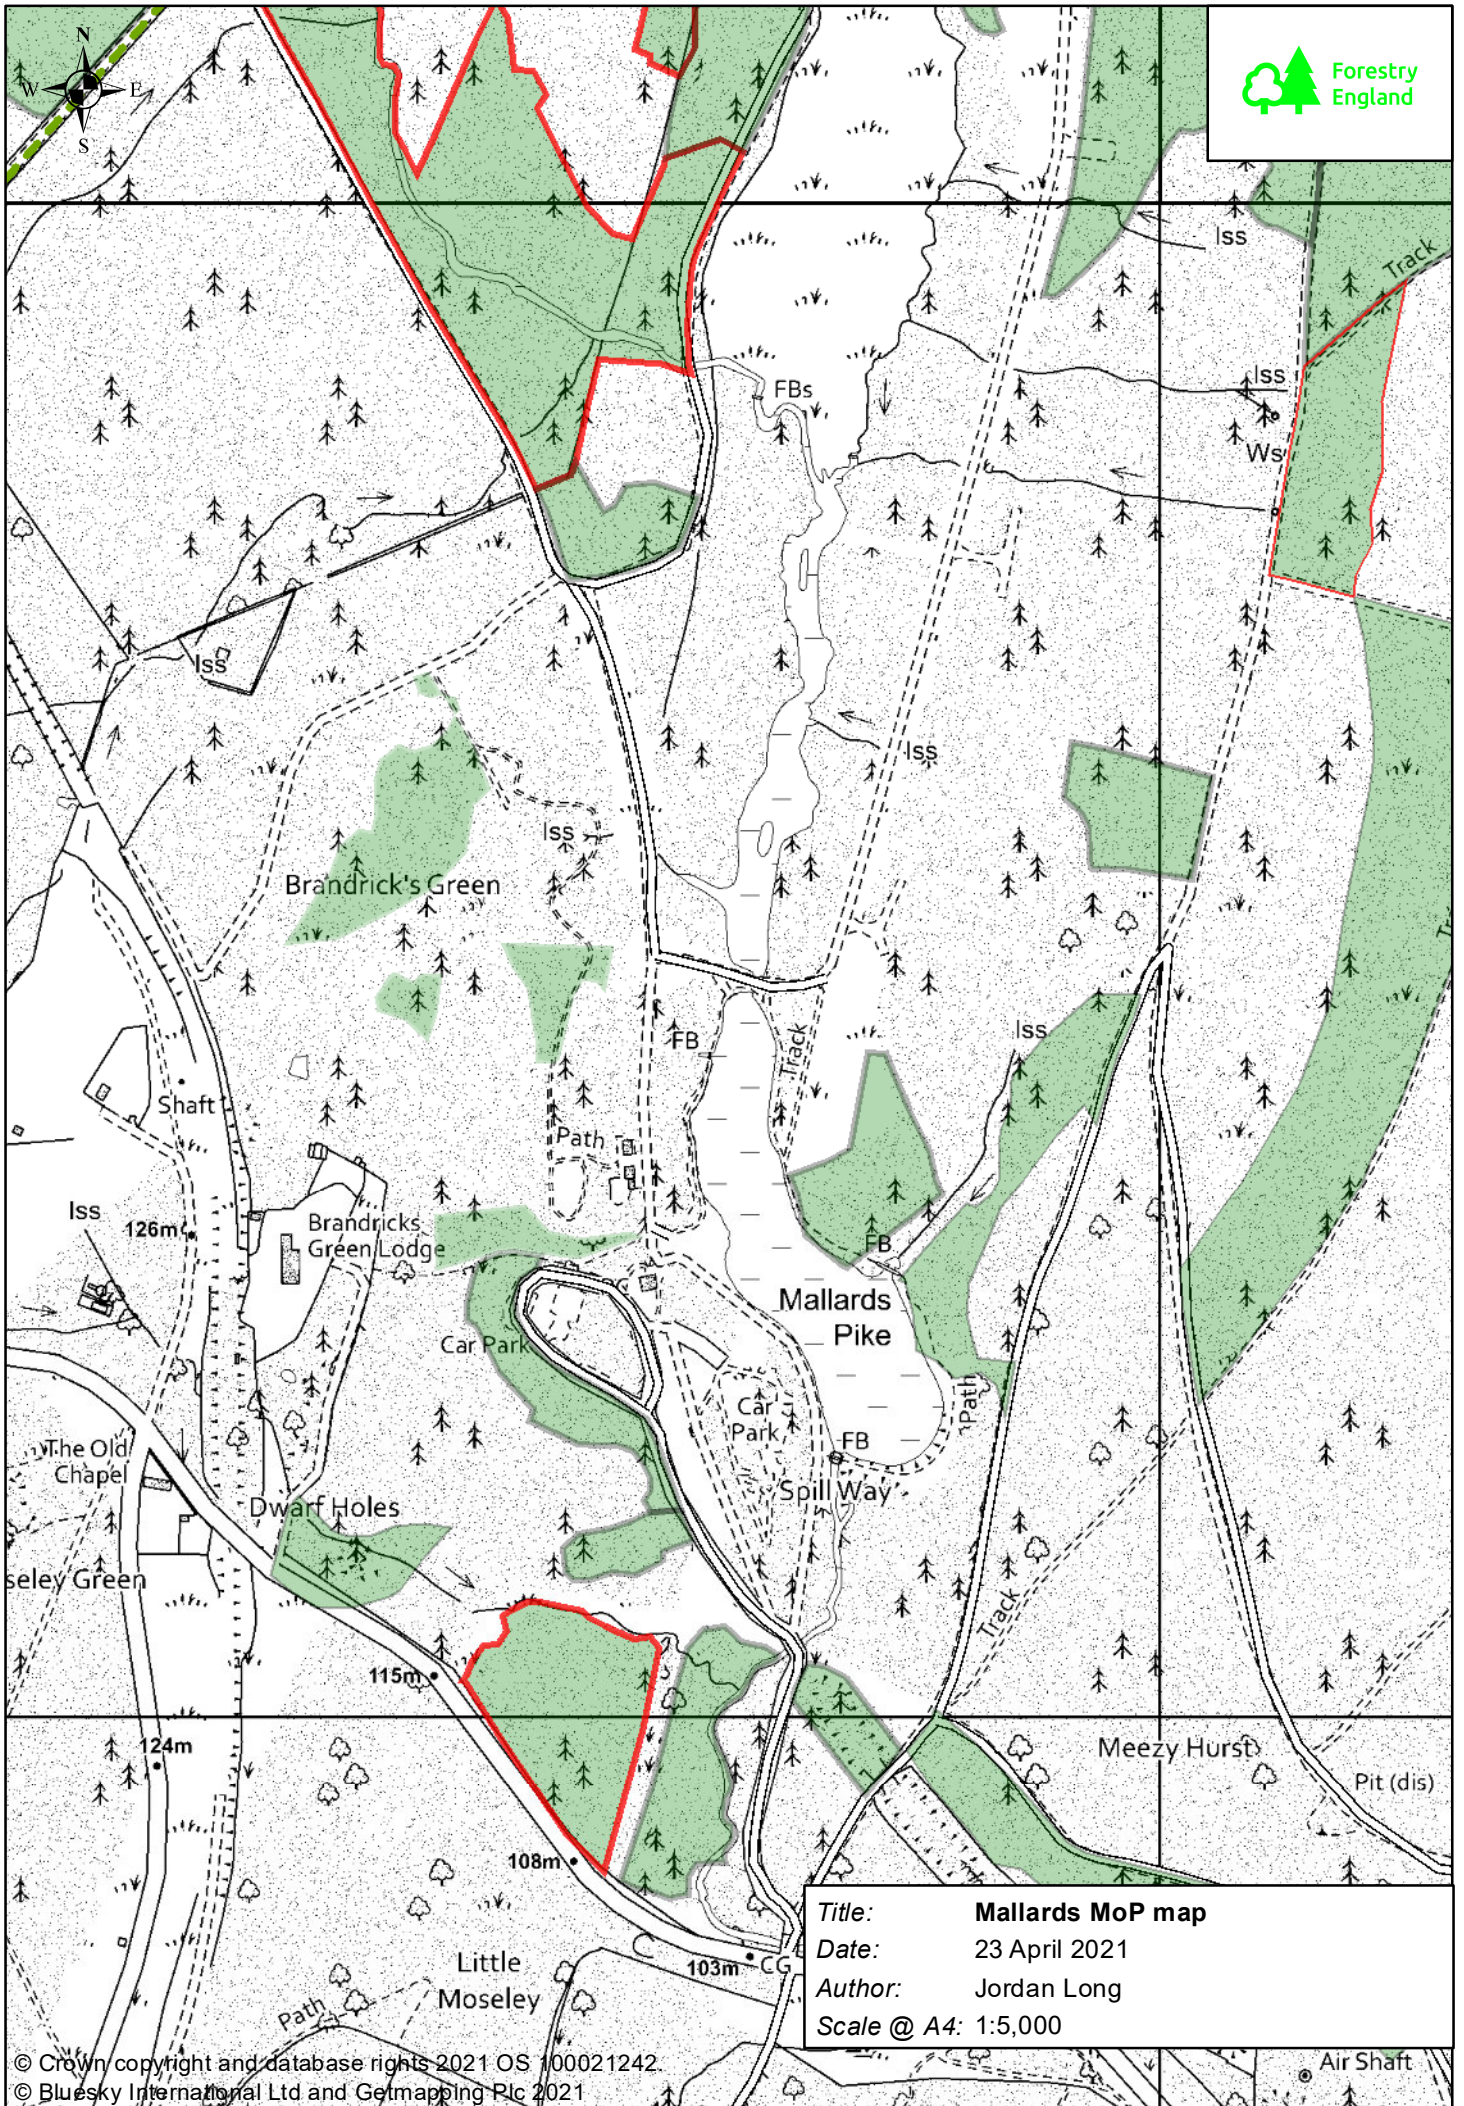 N
W E
S
Forestry
England
Iss
Track
Iss
FBs
Ws
Iss
Iss
Iss
Brandrick's Green
Iss
FB
Track
Shaft
Path
Iss
126m
Brandricks
Green Lodge
FB
Mallards
Pike
Car Park
Car
Park
Path
FB
The Old
Chapel
Spill Way
Dwarf Holes
seley Green
Track
115m
124m
Meezy Hurst
Pit (dis)
108m
Little
Moseley
103m CG
Path
Title: Mallards MoP map
Date: 23 April 2021
Author: Jordan Long
Scale @ A4: 1:5,000
Air Shaft
© Crown copyright and database rights 2021 OS 100021242.
© Bluesky International Ltd and Getmapping Plc 2021